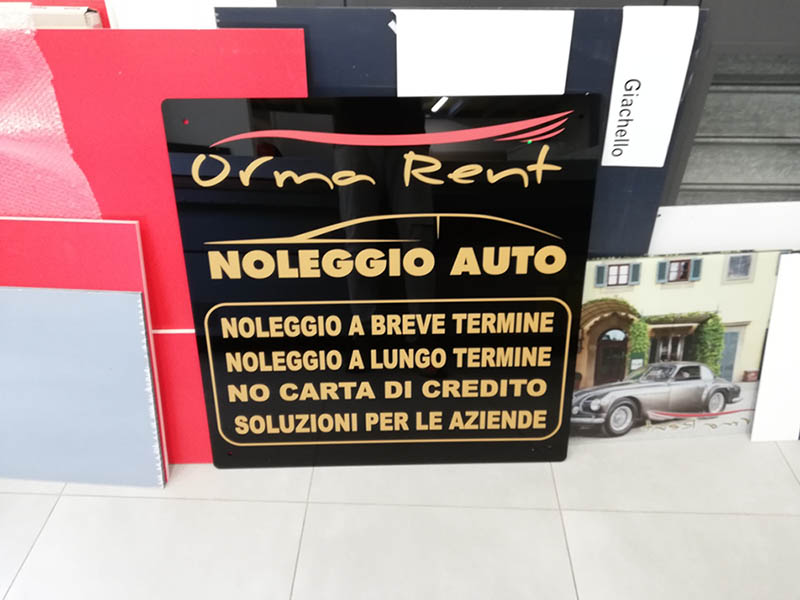 Orma Rent
NOLEGGIO AUTO
NOLEGGIO A BREVE TERMINE
NOLEGGIO A LUNGO TERMINE
NO CARTA DI CREDITO
SOLUZIONI PER LE AZIENDE
Giachello